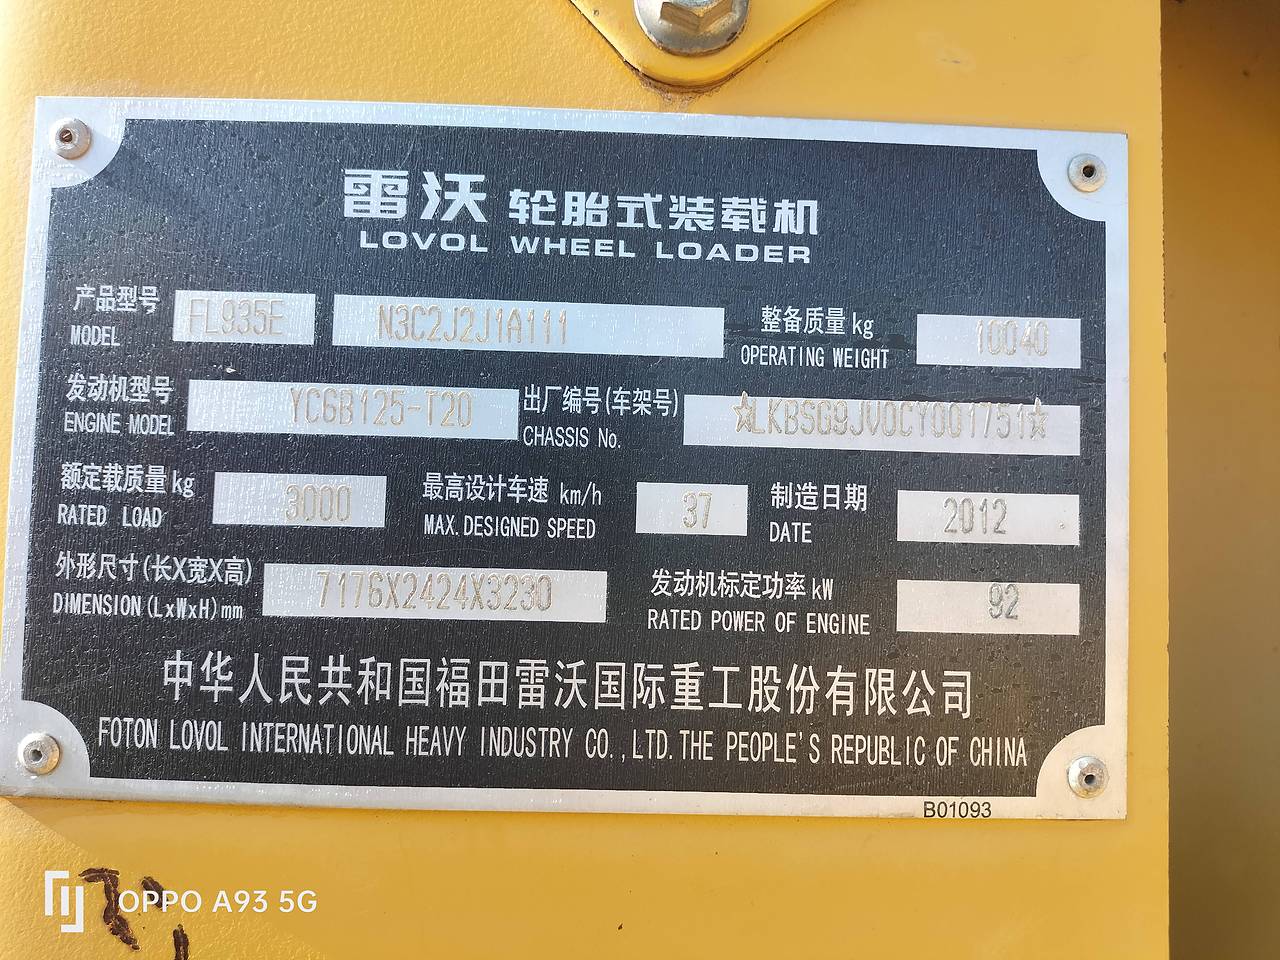 雷沃 轮胎式装载机
LOVOL WHEEL LOADER
产品型号 MODEL FL935E N3C2J2J1A111 整备质量 kg OPERATING WEIGHT 10040
发动机型号 ENGINE MODEL YC6B125-T20 出厂编号(车架号) CHASSIS No. ☆LKBSG9JV0CY001751☆
额定载质量 kg RATED LOAD 3000 最高设计车速 km/h MAX. DESIGNED SPEED 37 制造日期 DATE 2012
外形尺寸(长X宽X高) DIMENSION(LxWxH)mm 7176X2424X3230 发动机标定功率 kW RATED POWER OF ENGINE 92
中华人民共和国福田雷沃国际重工股份有限公司
FOTON LOVOL INTERNATIONAL HEAVY INDUSTRY CO.,LTD. THE PEOPLE'S REPUBLIC OF CHINA
B01093
OPPO A93 5G